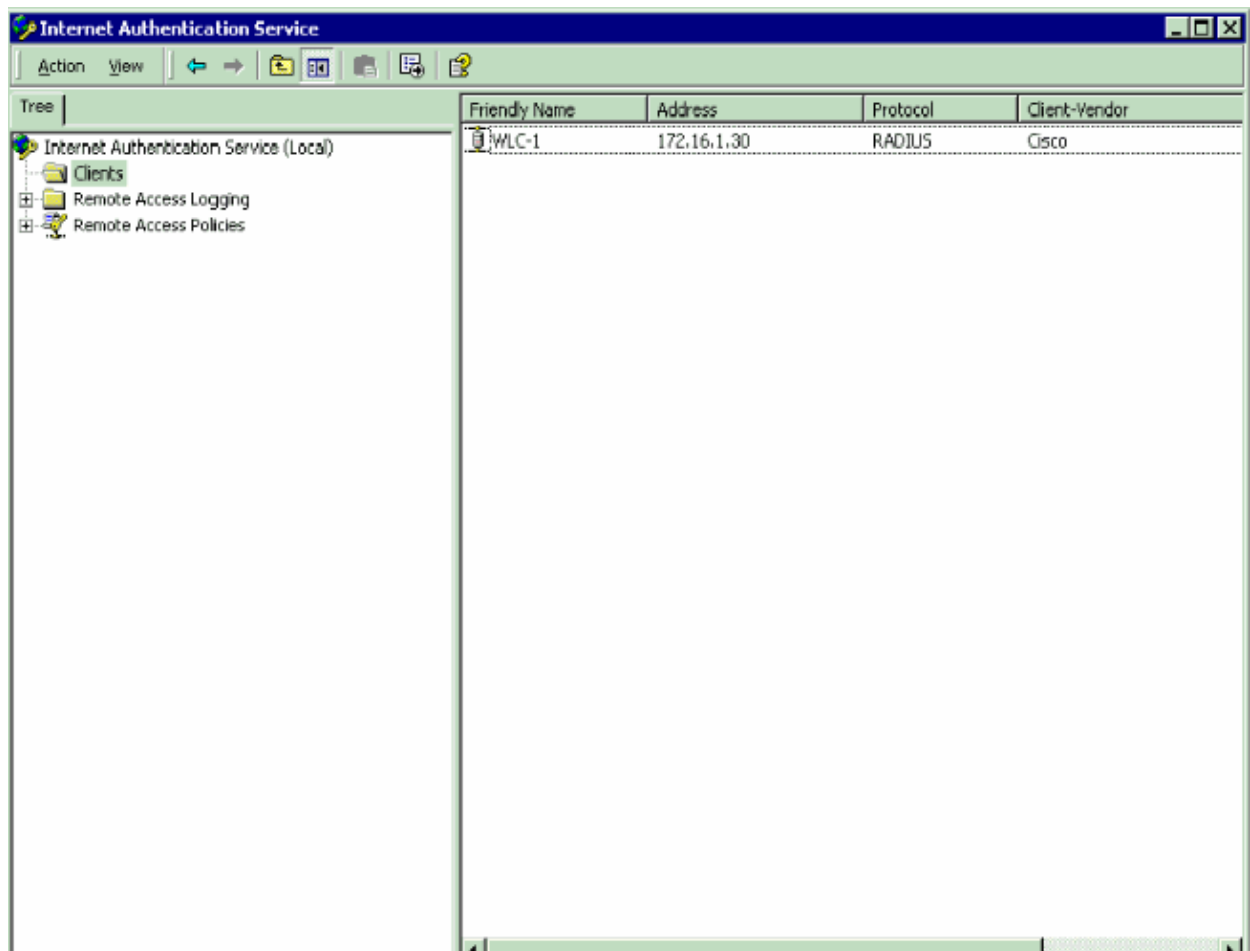 Internet Authentication Service
Action View
Tree
Internet Authentication Service (Local)
Clients
Remote Access Logging
Remote Access Policies
Friendly Name Address Protocol Client-Vendor
WLC-1 172.16.1.30 RADIUS Cisco